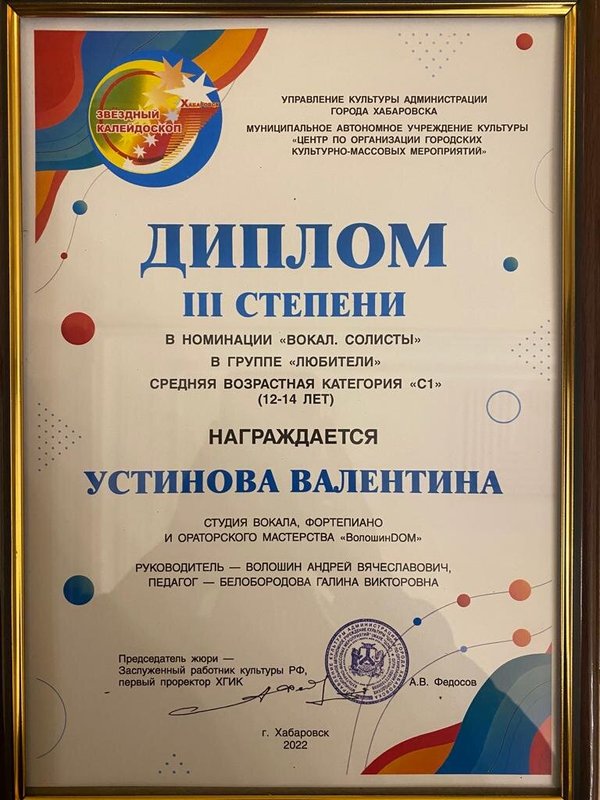 ЗВЕЗДНЫЙ
КАЛЕЙДОСКОП
ХАБАРОВСК
УПРАВЛЕНИЕ КУЛЬТУРЫ АДМИНИСТРАЦИИ
ГОРОДА ХАБАРОВСКА
МУНИЦИПАЛЬНОЕ АВТОНОМНОЕ УЧРЕЖДЕНИЕ КУЛЬТУРЫ
«ЦЕНТР ПО ОРГАНИЗАЦИИ ГОРОДСКИХ
КУЛЬТУРНО-МАССОВЫХ МЕРОПРИЯТИЙ»
ДИПЛОМ
III СТЕПЕНИ
В НОМИНАЦИИ «ВОКАЛ. СОЛИСТЫ»
В ГРУППЕ «ЛЮБИТЕЛИ»
СРЕДНЯЯ ВОЗРАСТНАЯ КАТЕГОРИЯ «С1»
(12-14 ЛЕТ)
НАГРАЖДАЕТСЯ
УСТИНОВА ВАЛЕНТИНА
СТУДИЯ ВОКАЛА, ФОРТЕПИАНО
И ОРАТОРСКОГО МАСТЕРСТВА «ВолошинDOM»
РУКОВОДИТЕЛЬ — ВОЛОШИН АНДРЕЙ ВЯЧЕСЛАВОВИЧ,
ПЕДАГОГ — БЕЛОБОРОДОВА ГАЛИНА ВИКТОРОВНА
Председатель жюри —
Заслуженный работник культуры РФ,
первый проректор ХГИК
А.В. Федосов
г. Хабаровск
2022